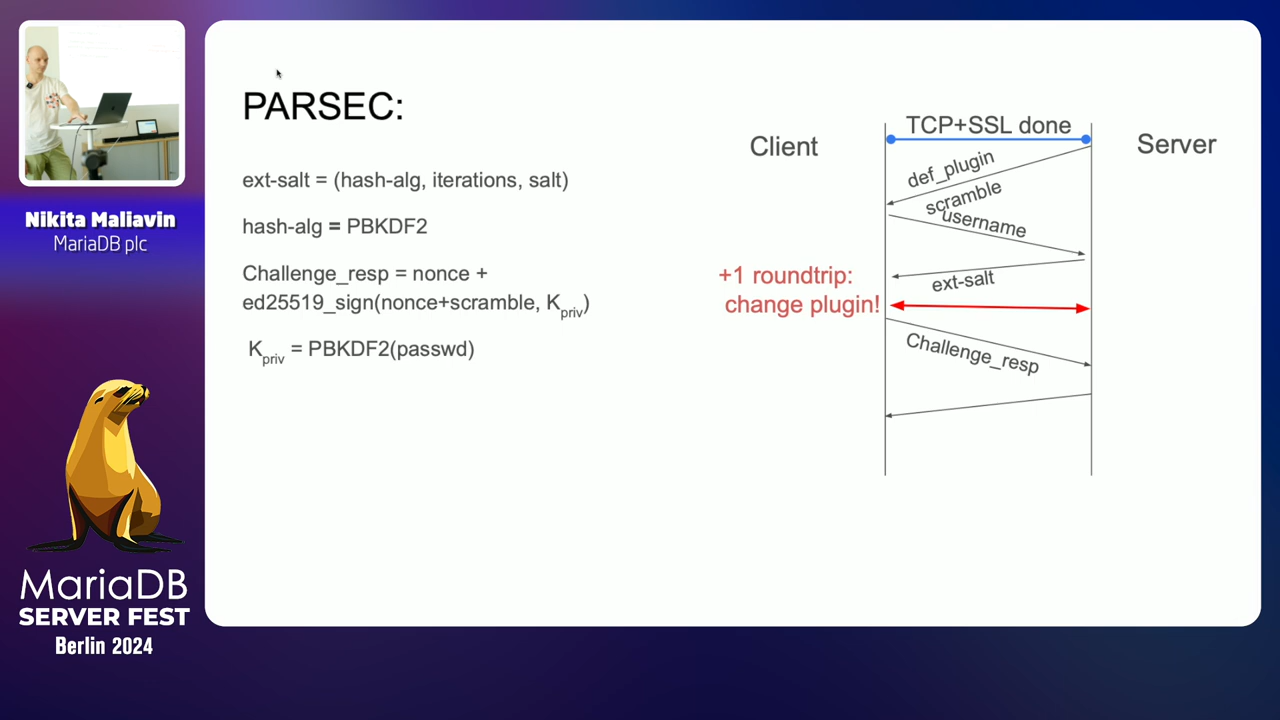 PARSEC:
ext-salt = (hash-alg, iterations, salt)
hash-alg = PBKDF2
Challenge_resp = nonce +
ed25519_sign(nonce+scramble, Kpriv)
Kpriv = PBKDF2(passwd)
Client
TCP+SSL done
Server
def_plugin
scramble
username
ext-salt
+1 roundtrip:
change plugin!
Challenge_resp
Nikita Maliavin
MariaDB plc
MariaDB
SERVER FEST
Berlin 2024